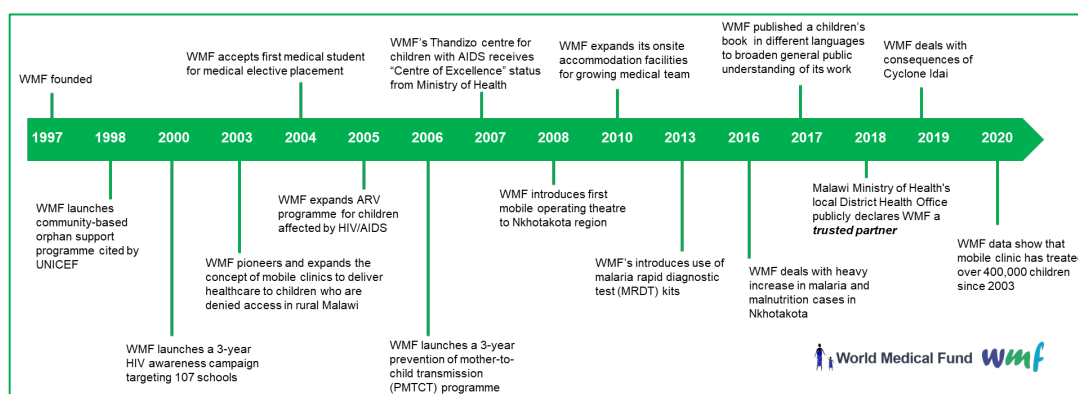 WMF founded
WMF accepts first medical student
for medical elective placement
WMF's Thandizo centre for
children with AIDS receives
"Centre of Excellence" status
from Ministry of Health
WMF expands its onsite
accommodation facilities
for growing medical team
WMF published a children's
book in different languages
to broaden general public
understanding of its work
WMF deals with
consequences of
Cyclone Idai
1997 1998 2000 2003 2004 2005 2006 2007 2008 2010 2013 2016 2017 2018 2019 2020
WMF launches
community-based
orphan support
programme cited by
UNICEF
WMF launches a 3-year
HIV awareness campaign
targeting 107 schools
WMF pioneers and expands the
concept of mobile clinics to deliver
healthcare to children who are
denied access in rural Malawi
WMF expands ARV
programme for children
affected by HIV/AIDS
WMF launches a 3-year
prevention of mother-to-
child transmission
(PMTCT) programme
WMF introduces first
mobile operating theatre
to Nkhotakota region
WMF's introduces use of
malaria rapid diagnostic
test (MRDT) kits
WMF deals with heavy
increase in malaria and
malnutrition cases in
Nkhotakota
Malawi Ministry of Health's
local District Health Office
publicly declares WMF a
trusted partner
WMF data show that
mobile clinic has treate
over 400,000 children
since 2003
World Medical Fund wmf